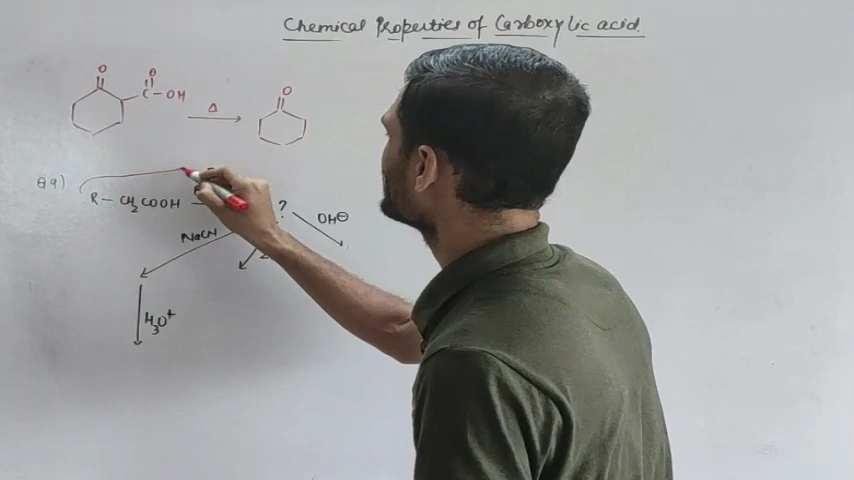 Chemical Properties of Carboxylic acid.
O O
C - OH
Δ
O
Q9)
R - CH2COOH ?
NaCN OH⊖
H3O+